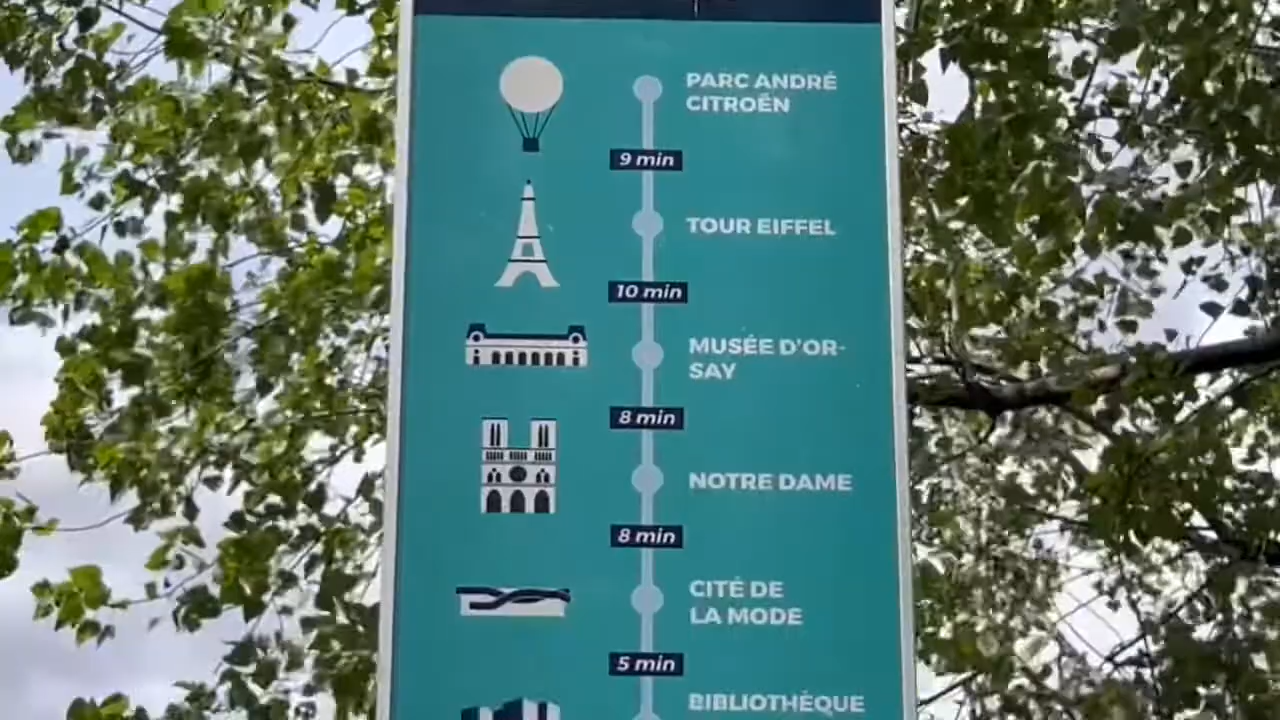 PARC ANDRÉ
CITROËN
9 min
TOUR EIFFEL
10 min
MUSÉE D'OR-
SAY
8 min
NOTRE DAME
8 min
CITÉ DE
LA MODE
5 min
BIBLIOTHÈQUE